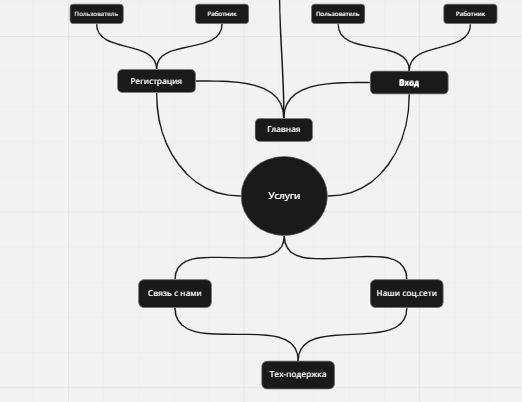 Пользователь
Работник
Пользователь
Работник
Регистрация
Вход
Главная
Услуги
Связь с нами
Наши соц.сети
Тех-подержка